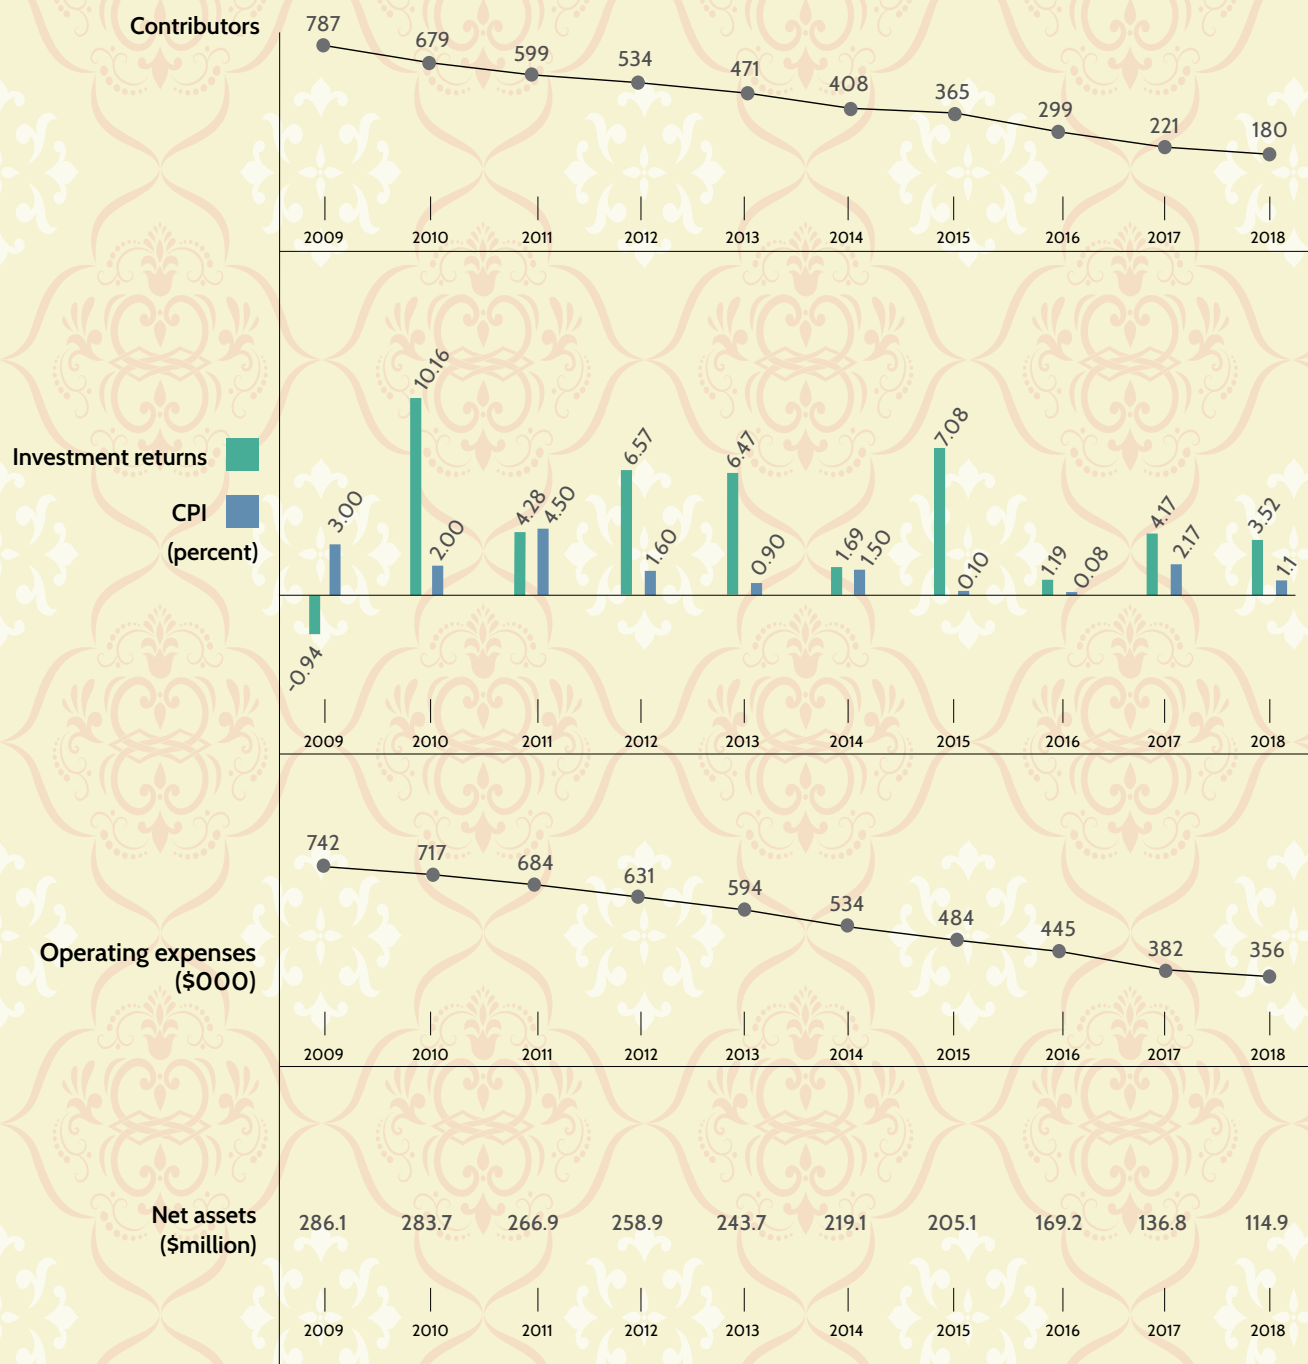 Contributors
787 679 599 534 471 408 365 299 221 180
2009 2010 2011 2012 2013 2014 2015 2016 2017 2018
Investment returns
CPI
(percent)
-0.94 3.00 10.16 2.00 4.28 4.50 6.57 1.60 6.47 0.90 1.69 1.50 7.08 0.10 1.19 0.08 4.17 2.17 3.52 1.1
2009 2010 2011 2012 2013 2014 2015 2016 2017 2018
742 717 684 631 594 534 484 445 382 356
Operating expenses
($000)
2009 2010 2011 2012 2013 2014 2015 2016 2017 2018
Net assets
($million)
286.1 283.7 266.9 258.9 243.7 219.1 205.1 169.2 136.8 114.9
2009 2010 2011 2012 2013 2014 2015 2016 2017 2018